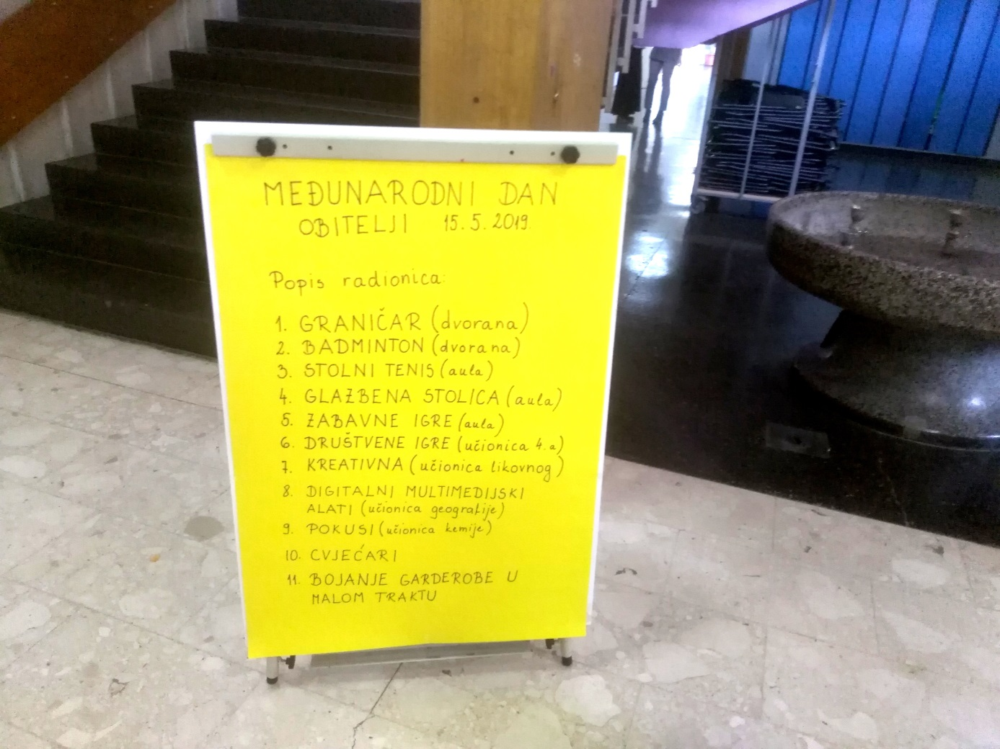 MEĐUNARODNI DAN
OBITELJI 15.5.2019.
Popis radionica:
1. GRANIČAR (dvorana)
2. BADMINTON (dvorana)
3. STOLNI TENIS (aula)
4. GLAZBENA STOLICA (aula)
5. ZABAVNE IGRE (aula)
6. DRUŠTVENE IGRE (učionica 4.a)
7. KREATIVNA (učionica likovnog)
8. DIGITALNI MULTIMEDIJSKI
ALATI (učionica geografije)
9. POKUSI (učionica kemije)
10. CVJEĆARI
11. BOJANJE GARDEROBE U
MALOM TRAKTU